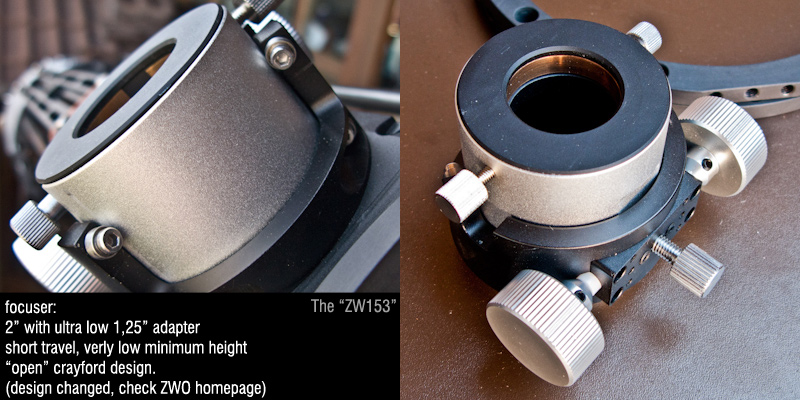 focuser:
The “ZW153”
2” with ultra low 1,25” adapter
short travel, verly low minimum height
“open” crayford design.
(design changed, check ZWO homepage)